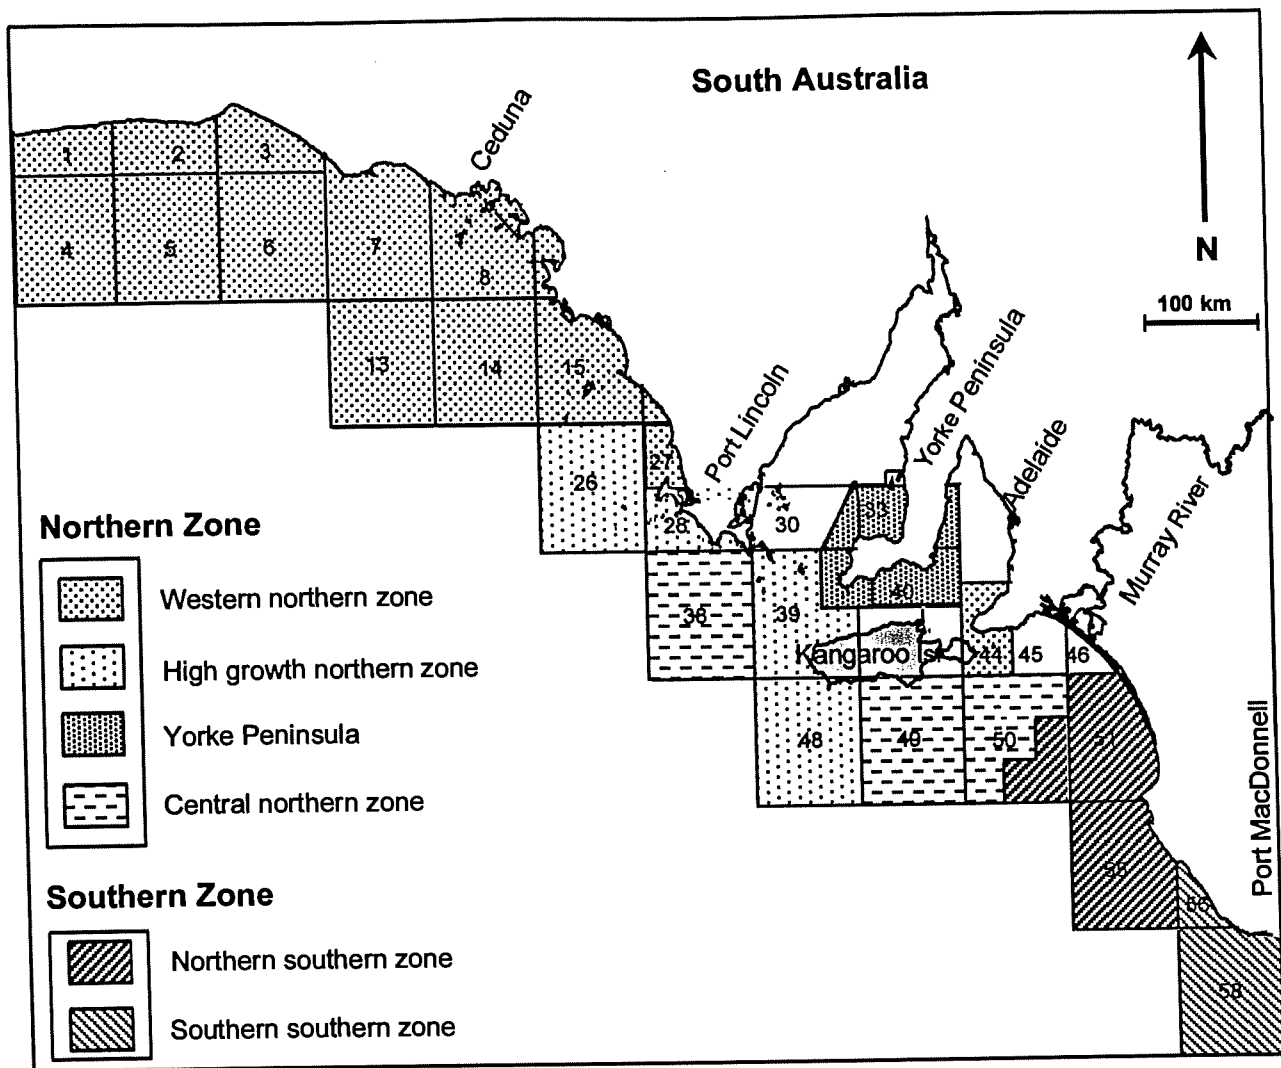 South Australia
Ceduna
N
100 km
1
2
3
4
5
6
7
8
13
14
15
Port Lincoln
Yorke Peninsula
Adelaide
Murray River
26
27
28
30
33
38
39
40
Kangaroo Is
44
45
46
48
49
50
51
55
56
58
Port MacDonnell
Northern Zone
Western northern zone
High growth northern zone
Yorke Peninsula
Central northern zone
Southern Zone
Northern southern zone
Southern southern zone